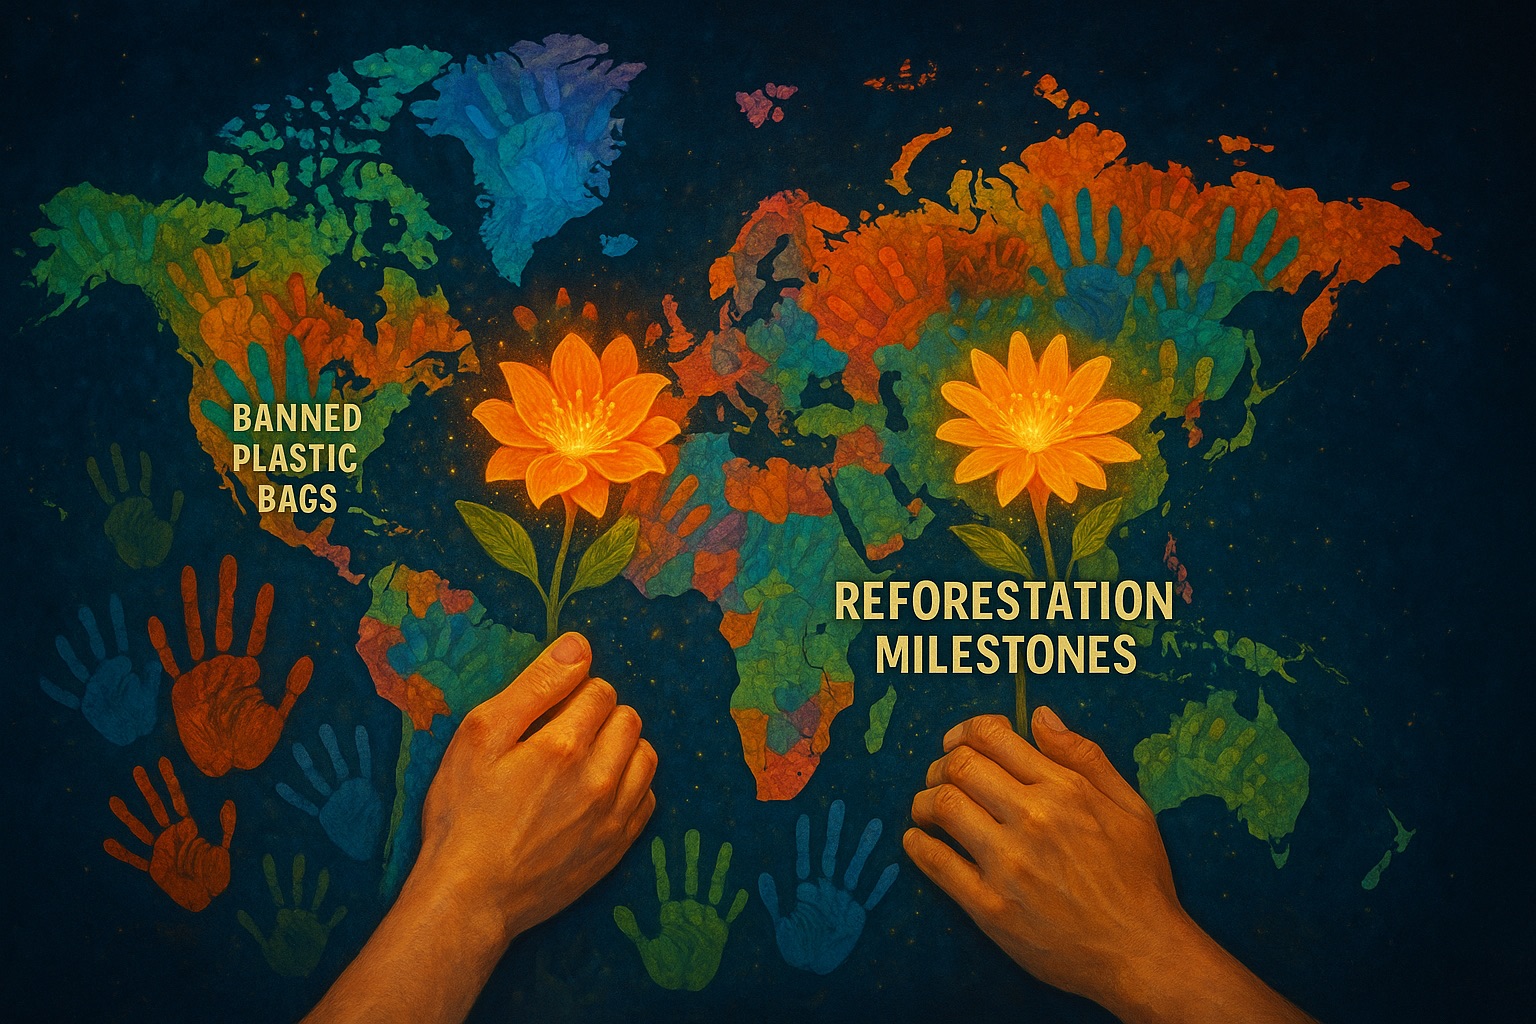 BANNED
PLASTIC
BAGS
REFORESTATION
MILESTONES